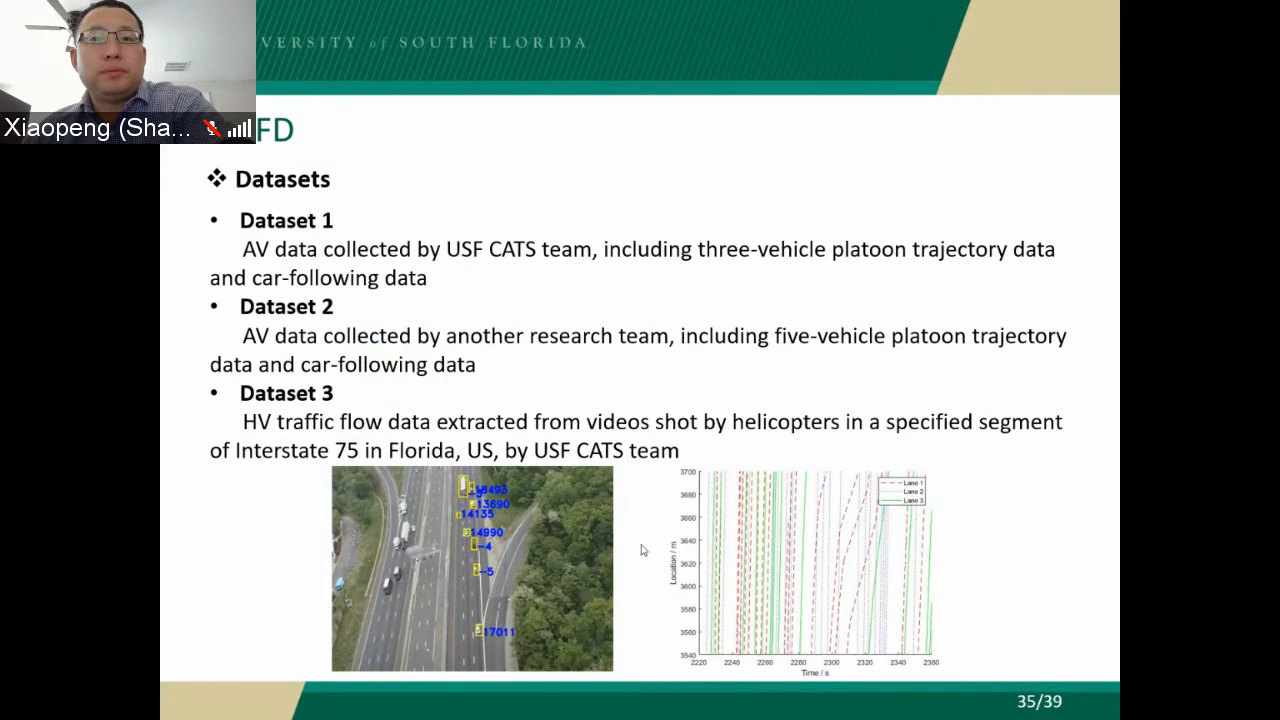 VERSITY of SOUTH FLORIDA
Xiaopeng (Sha...
FD
Datasets
• Dataset 1
AV data collected by USF CATS team, including three-vehicle platoon trajectory data
and car-following data
• Dataset 2
AV data collected by another research team, including five-vehicle platoon trajectory
data and car-following data
• Dataset 3
HV traffic flow data extracted from videos shot by helicopters in a specified segment
of Interstate 75 in Florida, US, by USF CATS team
18493
13690
14135
14990
-4
-5
17011
3700
3680
3660
3640
3620
3600
3580
3560
3540
Location / m
Lane 1
Lane 2
Lane 3
2220 2240 2260 2280 2300 2320 2340 2360
Time / s
35/39